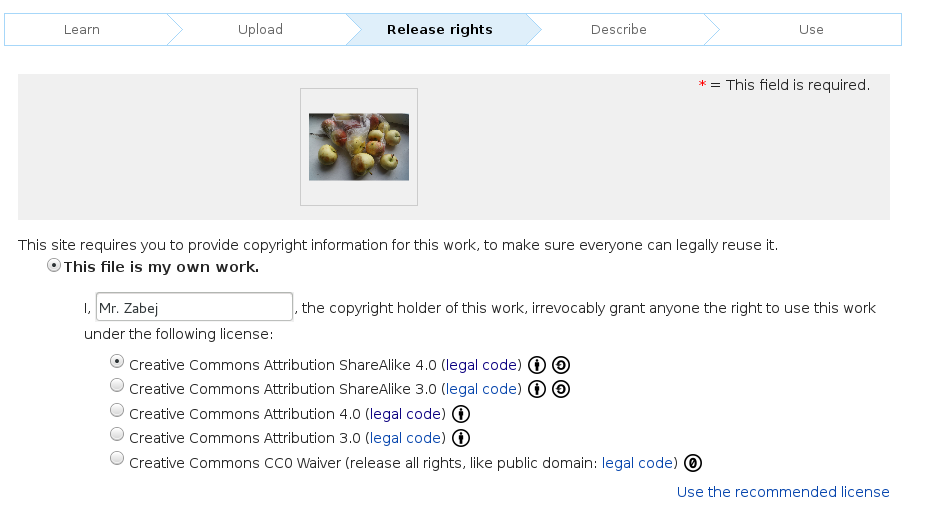 Learn Upload Release rights Describe Use
* = This field is required.
This site requires you to provide copyright information for this work, to make sure everyone can legally reuse it.
This file is my own work.
I, Mr. Zabej, the copyright holder of this work, irrevocably grant anyone the right to use this work
under the following license:
Creative Commons Attribution ShareAlike 4.0 (legal code)
Creative Commons Attribution ShareAlike 3.0 (legal code)
Creative Commons Attribution 4.0 (legal code)
Creative Commons Attribution 3.0 (legal code)
Creative Commons CC0 Waiver (release all rights, like public domain: legal code)
Use the recommended license